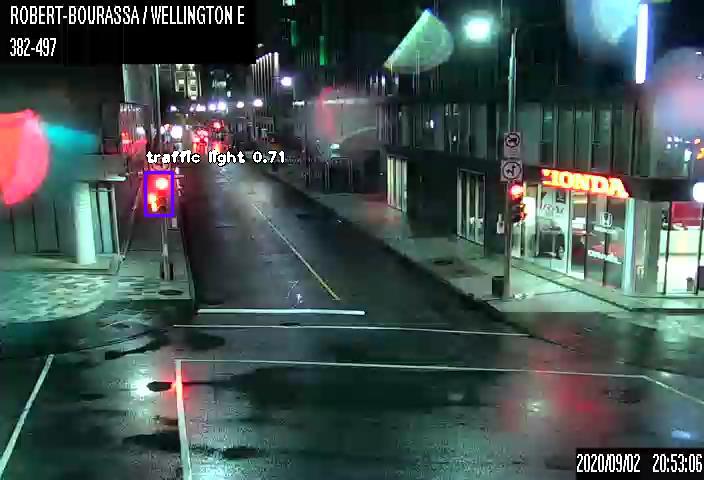 ROBERT-BOURASSA / WELLINGTON E
382-497
traffic light 0.71
HONDA
2020/09/02 20:53:06